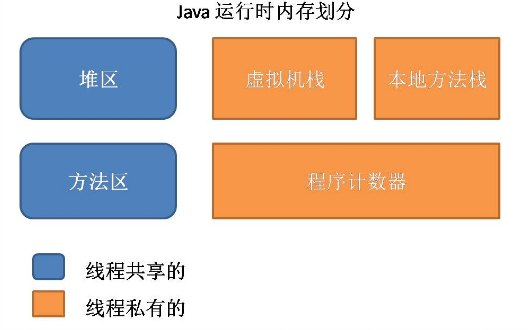 Java 运行时内存划分
堆区
虚拟机栈
本地方法栈
方法区
程序计数器
线程共享的
线程私有的